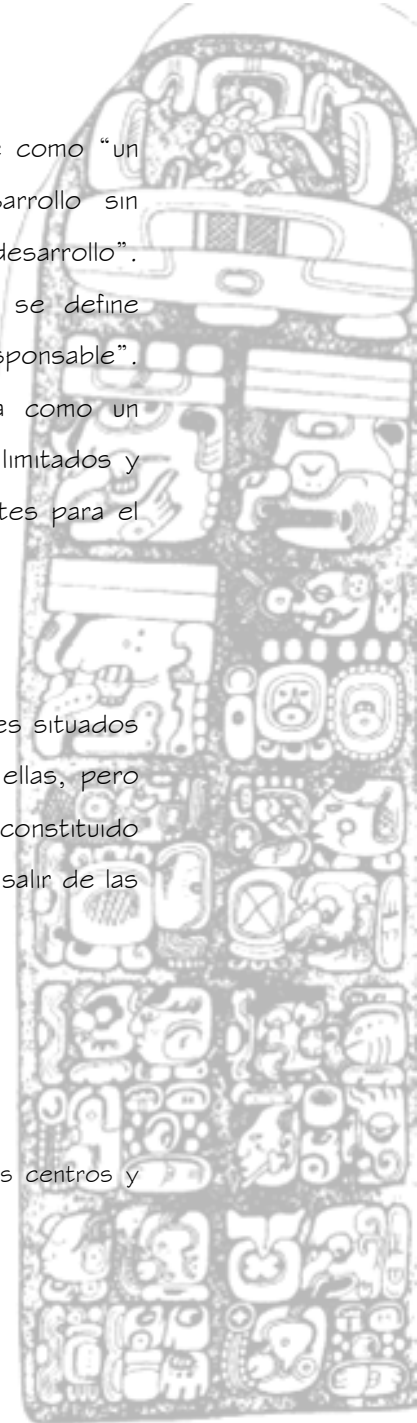 como “un
sarrollo sin
desarrollo”.
se define
sponsable”.
como un
limitados y
tes para el
es situados
ellas, pero
constituido
salir de las
s centros y